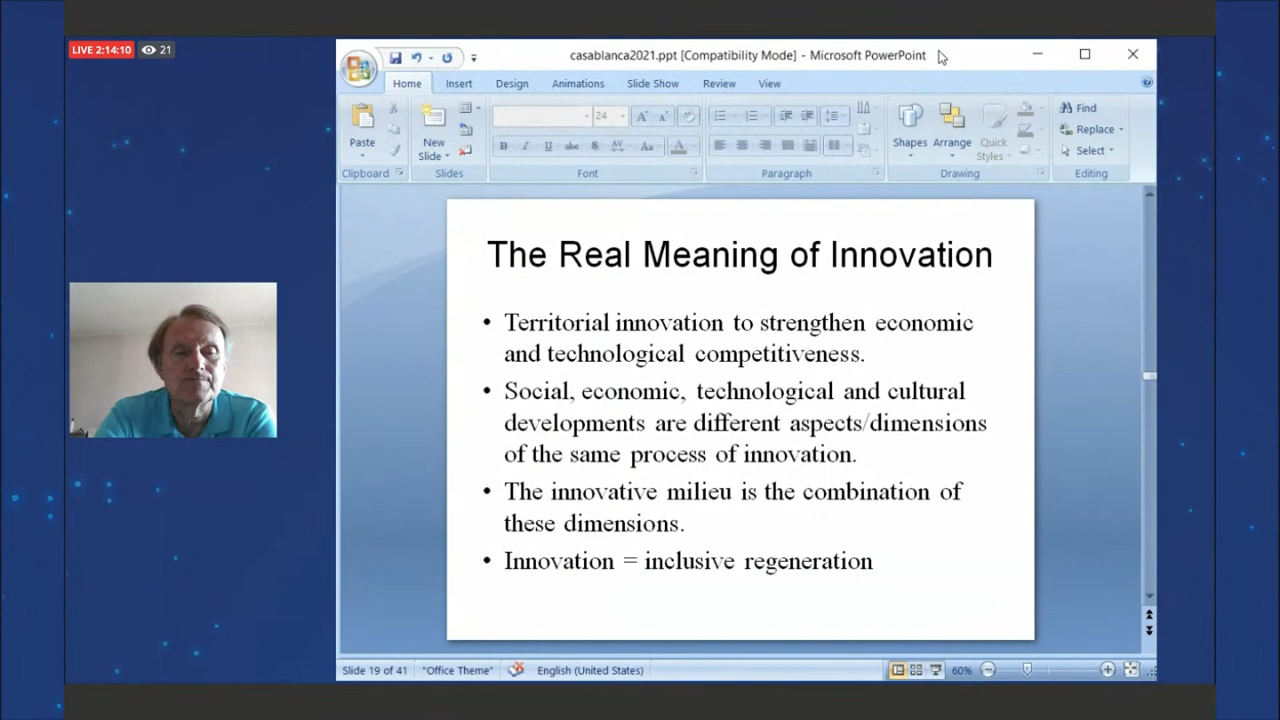 LIVE 2:14:10
21
casablanca2021.ppt [Compatibility Mode] - Microsoft PowerPoint
Home
Insert
Design
Animations
Slide Show
Review
View
24
Paste
New
Slide
Shapes
Arrange
Quick
Styles
Find
Replace
Select
Clipboard
Slides
Font
Paragraph
Drawing
Editing
The Real Meaning of Innovation
• Territorial innovation to strengthen economic
and technological competitiveness.
• Social, economic, technological and cultural
developments are different aspects/dimensions
of the same process of innovation.
• The innovative milieu is the combination of
these dimensions.
• Innovation = inclusive regeneration
Slide 19 of 41
"Office Theme"
English (United States)
60%